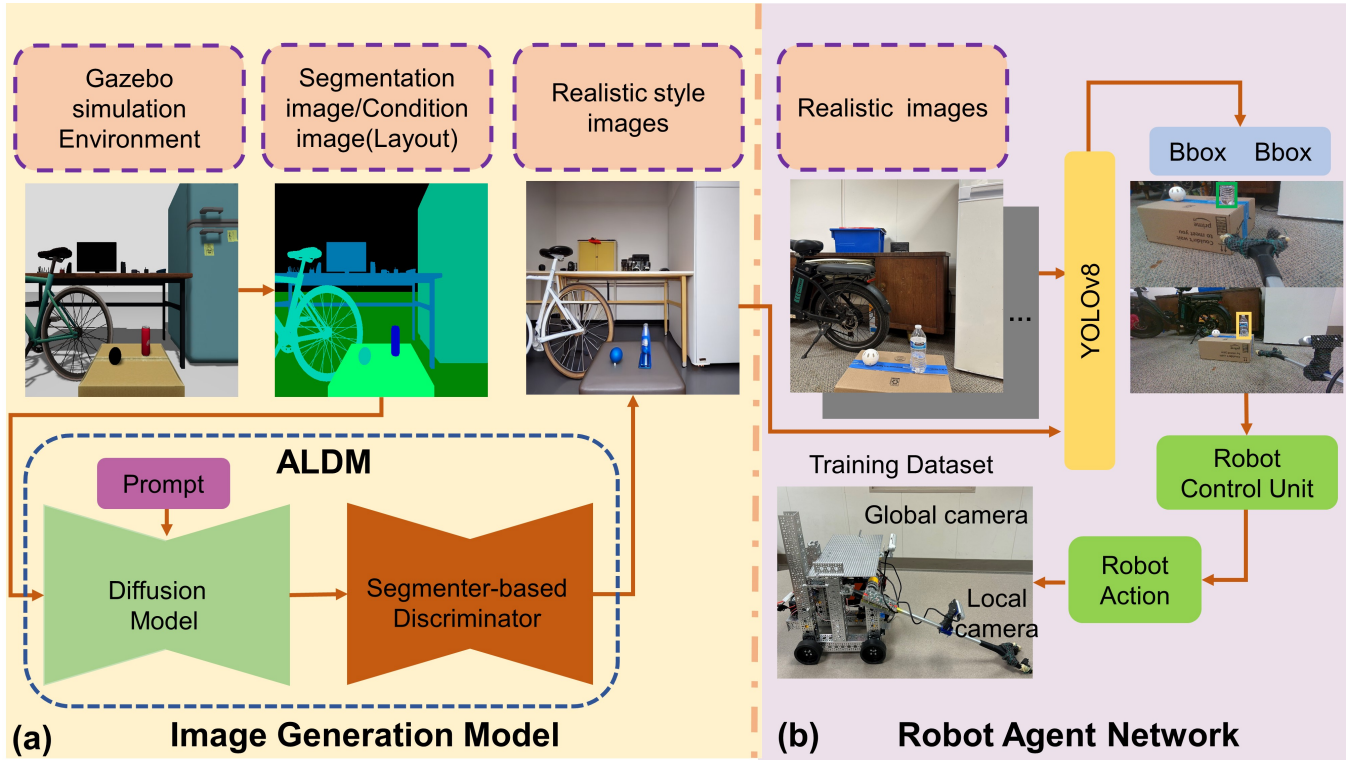 Gazebo
simulation
Environment
Segmentation
image/Condition
image(Layout)
Realistic style
images
ALDM
Prompt
Diffusion
Model
Segmenter-based
Discriminator
(a)
Image Generation Model
Realistic images
...
Training Dataset
YOLOv8
Bbox Bbox
Robot
Control Unit
Robot
Action
Global camera
Local
camera
(b)
Robot Agent Network